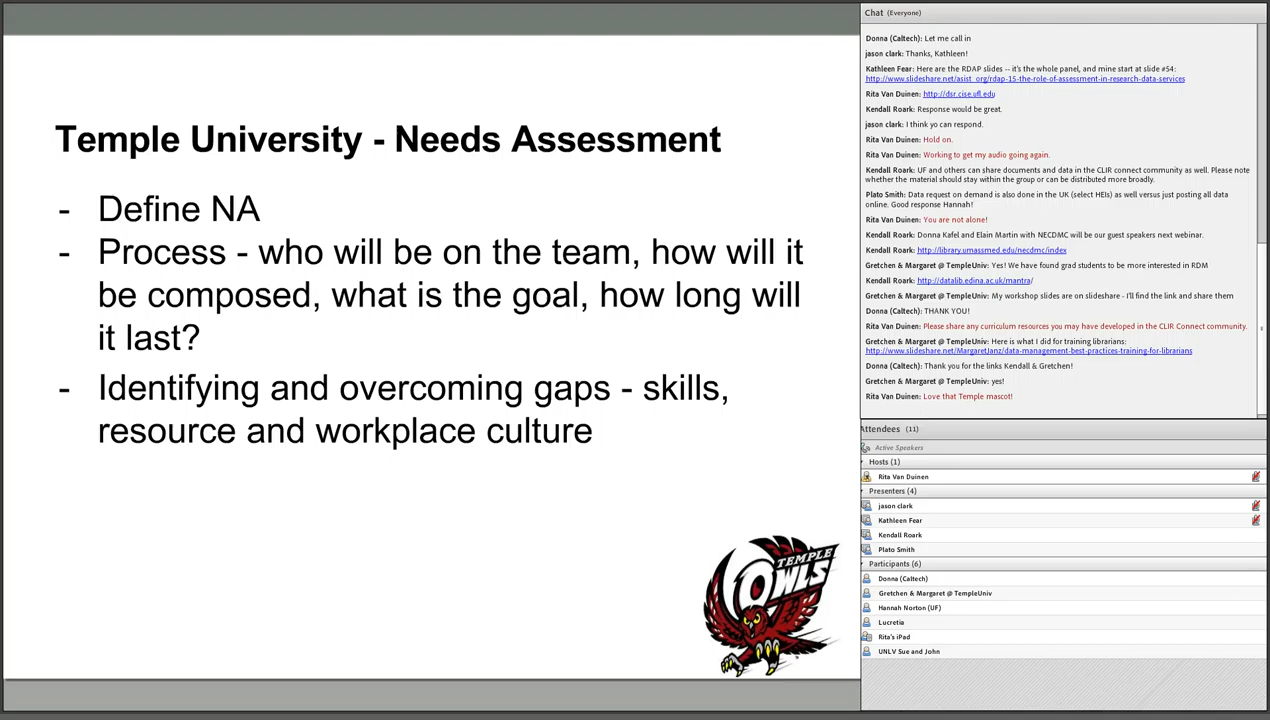 Temple University - Needs Assessment
- Define NA
- Process - who will be on the team, how will it
be composed, what is the goal, how long will
it last?
- Identifying and overcoming gaps - skills,
resource and workplace culture
TEMPLE
OWLS
Chat (Everyone)
Donna (Caltech): Let me call in
jason clark: Thanks, Kathleen!
Kathleen Fear: Here are the RDAP slides -- it's the whole panel, and mine start at slide #54:
http://www.slideshare.net/asist_org/rdap-15-the-role-of-assessment-in-research-data-services
Rita Van Duinen: http://dsr.cise.ufl.edu
Kendall Roark: Response would be great.
jason clark: I think yo can respond.
Rita Van Duinen: Hold on.
Rita Van Duinen: Working to get my audio going again.
Kendall Roark: UF and others can share documents and data in the CLIR connect community as well. Please note
whether the material should stay within the group or can be distributed more broadly.
Plato Smith: Data request on demand is also done in the UK (select HEIs) as well versus just posting all data
online. Good response Hannah!
Rita Van Duinen: You are not alone!
Kendall Roark: Donna Kafel and Elain Martin with NECDMC will be our guest speakers next webinar.
Kendall Roark: http://library.umassmed.edu/necdmc/index
Gretchen & Margaret @ TempleUniv: Yes! We have found grad students to be more interested in RDM
Kendall Roark: http://datalib.edina.ac.uk/mantra/
Gretchen & Margaret @ TempleUniv: My workshop slides are on slideshare - I'll find the link and share them
Donna (Caltech): THANK YOU!
Rita Van Duinen: Please share any curriculum resources you may have developed in the CLIR Connect community.
Gretchen & Margaret @ TempleUniv: Here is what I did for training librarians:
http://www.slideshare.net/MargaretJanz/data-management-best-practices-training-for-librarians
Donna (Caltech): Thank you for the links Kendall & Gretchen!
Gretchen & Margaret @ TempleUniv: yes!
Rita Van Duinen: Love that Temple mascot!
Attendees (11)
Active Speakers
Hosts (1)
Rita Van Duinen
Presenters (4)
jason clark
Kathleen Fear
Kendall Roark
Plato Smith
Participants (6)
Donna (Caltech)
Gretchen & Margaret @ TempleUniv
Hannah Norton (UF)
Lucretia
Rita's iPad
UNLV Sue and John